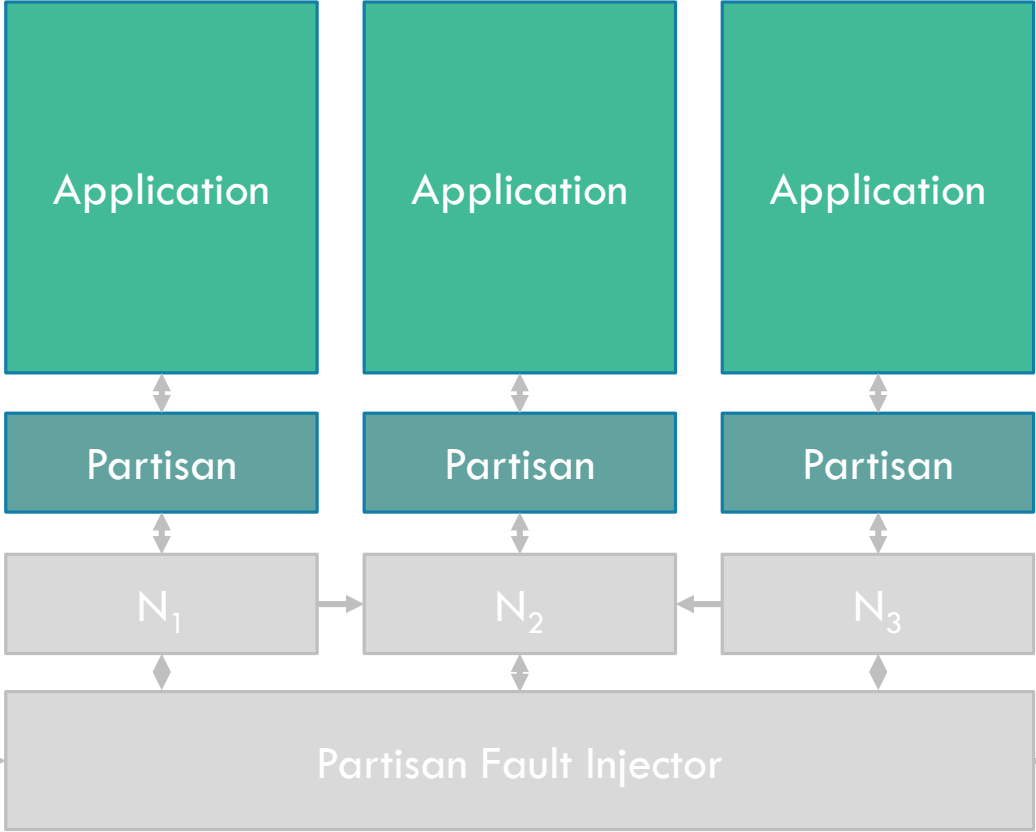 Application
Application
Application
Partisan
Partisan
Partisan
N₁
N₂
N₃
Partisan Fault Injector